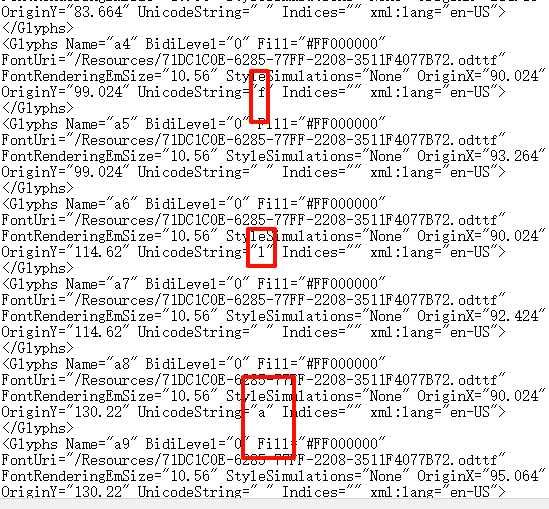 OriginY="83.664" UnicodeString=" " Indices="" xml:lang="en-US">
</Glyphs>
<Glyphs Name="a4" BidiLevel="0" Fill="#FF000000"
FontUri="/Resources/71DC1C0E-6285-77FF-2208-3511F4077B72.odttf"
FontRenderingEmSize="10.56" StyleSimulations="None" OriginX="90.024"
OriginY="99.024" UnicodeString="f" Indices="" xml:lang="en-US">
</Glyphs>
<Glyphs Name="a5" BidiLevel="0" Fill="#FF000000"
FontUri="/Resources/71DC1C0E-6285-77FF-2208-3511F4077B72.odttf"
FontRenderingEmSize="10.56" StyleSimulations="None" OriginX="93.264"
OriginY="99.024" UnicodeString=" " Indices="" xml:lang="en-US">
</Glyphs>
<Glyphs Name="a6" BidiLevel="0" Fill="#FF000000"
FontUri="/Resources/71DC1C0E-6285-77FF-2208-3511F4077B72.odttf"
FontRenderingEmSize="10.56" StyleSimulations="None" OriginX="90.024"
OriginY="114.62" UnicodeString="l" Indices="" xml:lang="en-US">
</Glyphs>
<Glyphs Name="a7" BidiLevel="0" Fill="#FF000000"
FontUri="/Resources/71DC1C0E-6285-77FF-2208-3511F4077B72.odttf"
FontRenderingEmSize="10.56" StyleSimulations="None" OriginX="92.424"
OriginY="114.62" UnicodeString=" " Indices="" xml:lang="en-US">
</Glyphs>
<Glyphs Name="a8" BidiLevel="0" Fill="#FF000000"
FontUri="/Resources/71DC1C0E-6285-77FF-2208-3511F4077B72.odttf"
FontRenderingEmSize="10.56" StyleSimulations="None" OriginX="90.024"
OriginY="130.22" UnicodeString="a" Indices="" xml:lang="en-US">
</Glyphs>
<Glyphs Name="a9" BidiLevel="0" Fill="#FF000000"
FontUri="/Resources/71DC1C0E-6285-77FF-2208-3511F4077B72.odttf"
FontRenderingEmSize="10.56" StyleSimulations="None" OriginX="95.064"
OriginY="130.22" UnicodeString=" " Indices="" xml:lang="en-US">